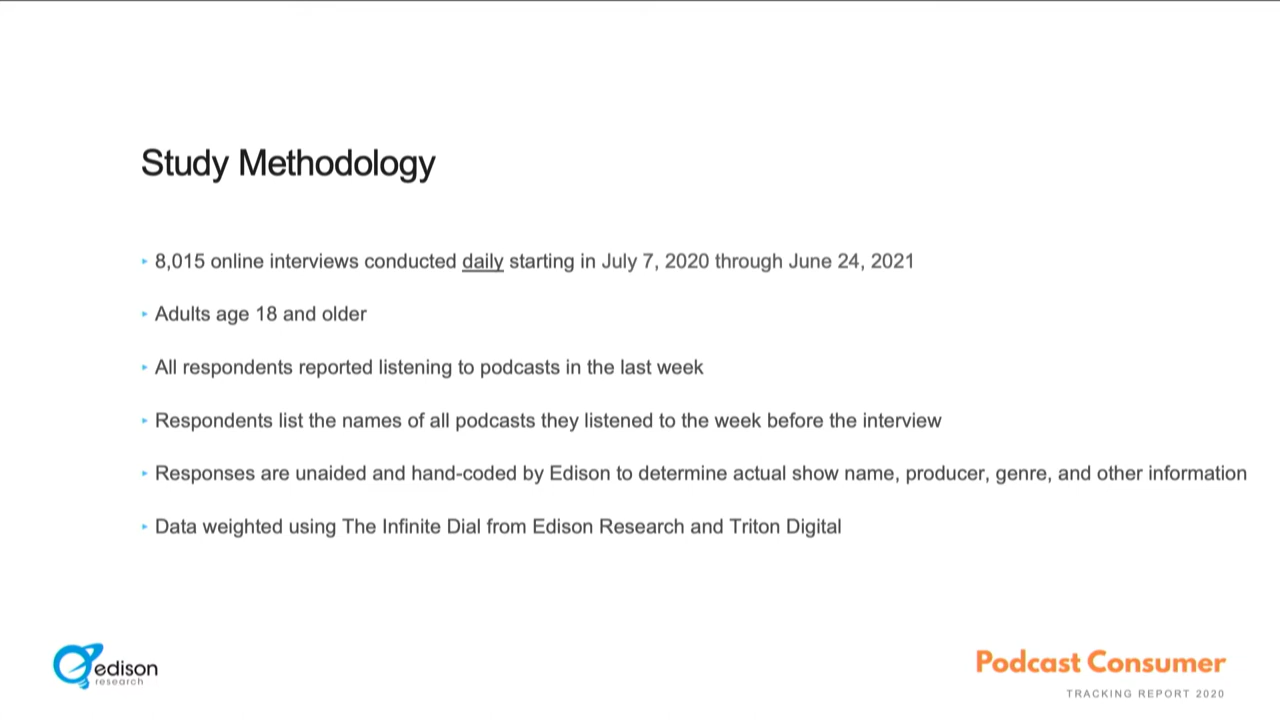 Study Methodology
‣ 8,015 online interviews conducted daily starting in July 7, 2020 through June 24, 2021
‣ Adults age 18 and older
‣ All respondents reported listening to podcasts in the last week
‣ Respondents list the names of all podcasts they listened to the week before the interview
‣ Responses are unaided and hand-coded by Edison to determine actual show name, producer, genre, and other information
‣ Data weighted using The Infinite Dial from Edison Research and Triton Digital
edison
research
Podcast Consumer
TRACKING REPORT 2020